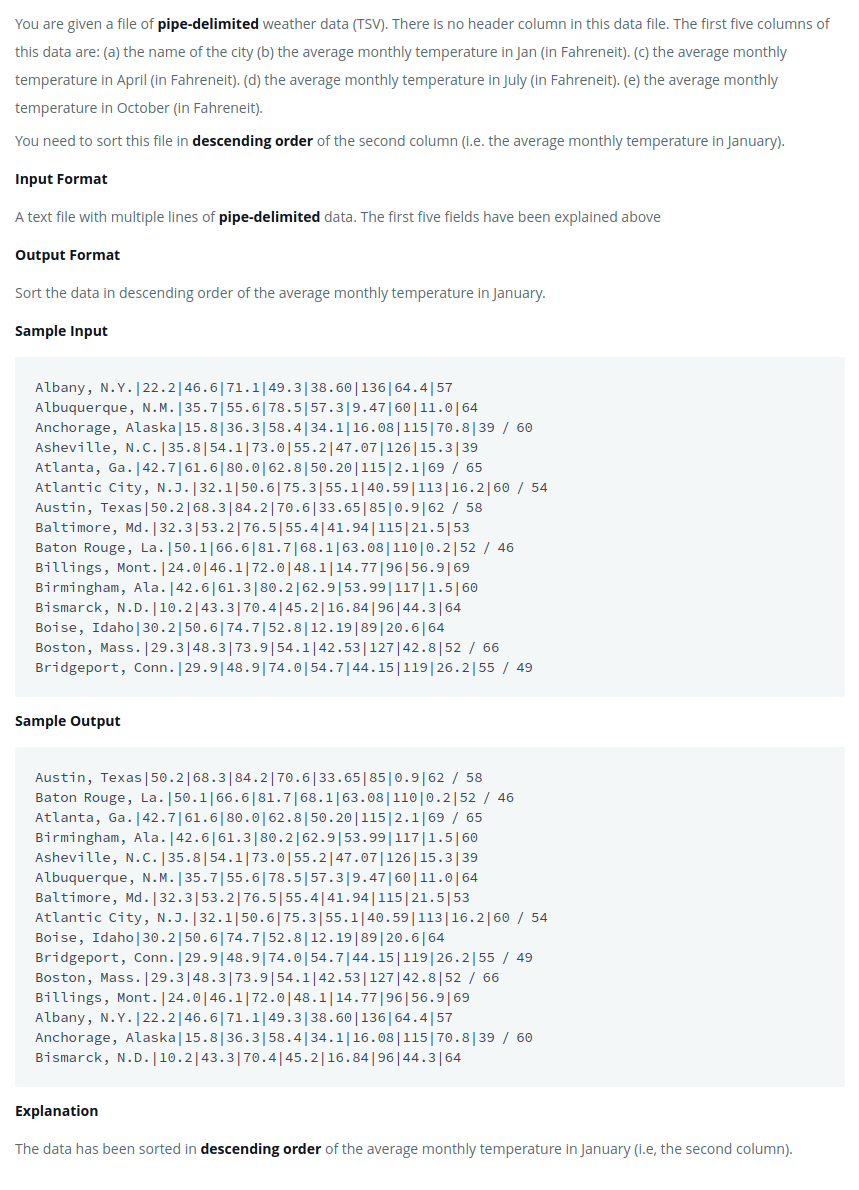 You are given a file of pipe-delimited weather data (TSV). There is no header column in this data file. The first five columns of
this data are: (a) the name of the city (b) the average monthly temperature in Jan (in Fahreneit). (c) the average monthly
temperature in April (in Fahreneit). (d) the average monthly temperature in July (in Fahreneit). (e) the average monthly
temperature in October (in Fahreneit).
You need to sort this file in descending order of the second column (i.e. the average monthly temperature in January).
Input Format
A text file with multiple lines of pipe-delimited data. The first five fields have been explained above
Output Format
Sort the data in descending order of the average monthly temperature in January.
Sample Input
Albany, N.Y.|22.2|46.6|71.1|49.3|38.60|136|64.4|57
Albuquerque, N.M.|35.7|55.6|78.5|57.3|9.47|60|11.0|64
Anchorage, Alaska|15.8|36.3|58.4|34.1|16.08|115|70.8|39 / 60
Asheville, N.C.|35.8|54.1|73.0|55.2|47.07|126|15.3|39
Atlanta, Ga.|42.7|61.6|80.0|62.8|50.20|115|2.1|69 / 65
Atlantic City, N.J.|32.1|50.6|75.3|55.1|40.59|113|16.2|60 / 54
Austin, Texas|50.2|68.3|84.2|70.6|33.65|85|0.9|62 / 58
Baltimore, Md.|32.3|53.2|76.5|55.4|41.94|115|21.5|53
Baton Rouge, La.|50.1|66.6|81.7|68.1|63.08|110|0.2|52 / 46
Billings, Mont.|24.0|46.1|72.0|48.1|14.77|96|56.9|69
Birmingham, Ala.|42.6|61.3|80.2|62.9|53.99|117|1.5|60
Bismarck, N.D.|10.2|43.3|70.4|45.2|16.84|96|44.3|64
Boise, Idaho|30.2|50.6|74.7|52.8|12.19|89|20.6|64
Boston, Mass.|29.3|48.3|73.9|54.1|42.53|127|42.8|52 / 66
Bridgeport, Conn.|29.9|48.9|74.0|54.7|44.15|119|26.2|55 / 49
Sample Output
Austin, Texas|50.2|68.3|84.2|70.6|33.65|85|0.9|62 / 58
Baton Rouge, La.|50.1|66.6|81.7|68.1|63.08|110|0.2|52 / 46
Atlanta, Ga.|42.7|61.6|80.0|62.8|50.20|115|2.1|69 / 65
Birmingham, Ala.|42.6|61.3|80.2|62.9|53.99|117|1.5|60
Asheville, N.C.|35.8|54.1|73.0|55.2|47.07|126|15.3|39
Albuquerque, N.M.|35.7|55.6|78.5|57.3|9.47|60|11.0|64
Baltimore, Md.|32.3|53.2|76.5|55.4|41.94|115|21.5|53
Atlantic City, N.J.|32.1|50.6|75.3|55.1|40.59|113|16.2|60 / 54
Boise, Idaho|30.2|50.6|74.7|52.8|12.19|89|20.6|64
Bridgeport, Conn.|29.9|48.9|74.0|54.7|44.15|119|26.2|55 / 49
Boston, Mass.|29.3|48.3|73.9|54.1|42.53|127|42.8|52 / 66
Billings, Mont.|24.0|46.1|72.0|48.1|14.77|96|56.9|69
Albany, N.Y.|22.2|46.6|71.1|49.3|38.60|136|64.4|57
Anchorage, Alaska|15.8|36.3|58.4|34.1|16.08|115|70.8|39 / 60
Bismarck, N.D.|10.2|43.3|70.4|45.2|16.84|96|44.3|64
Explanation
The data has been sorted in descending order of the average monthly temperature in January (i.e, the second column).